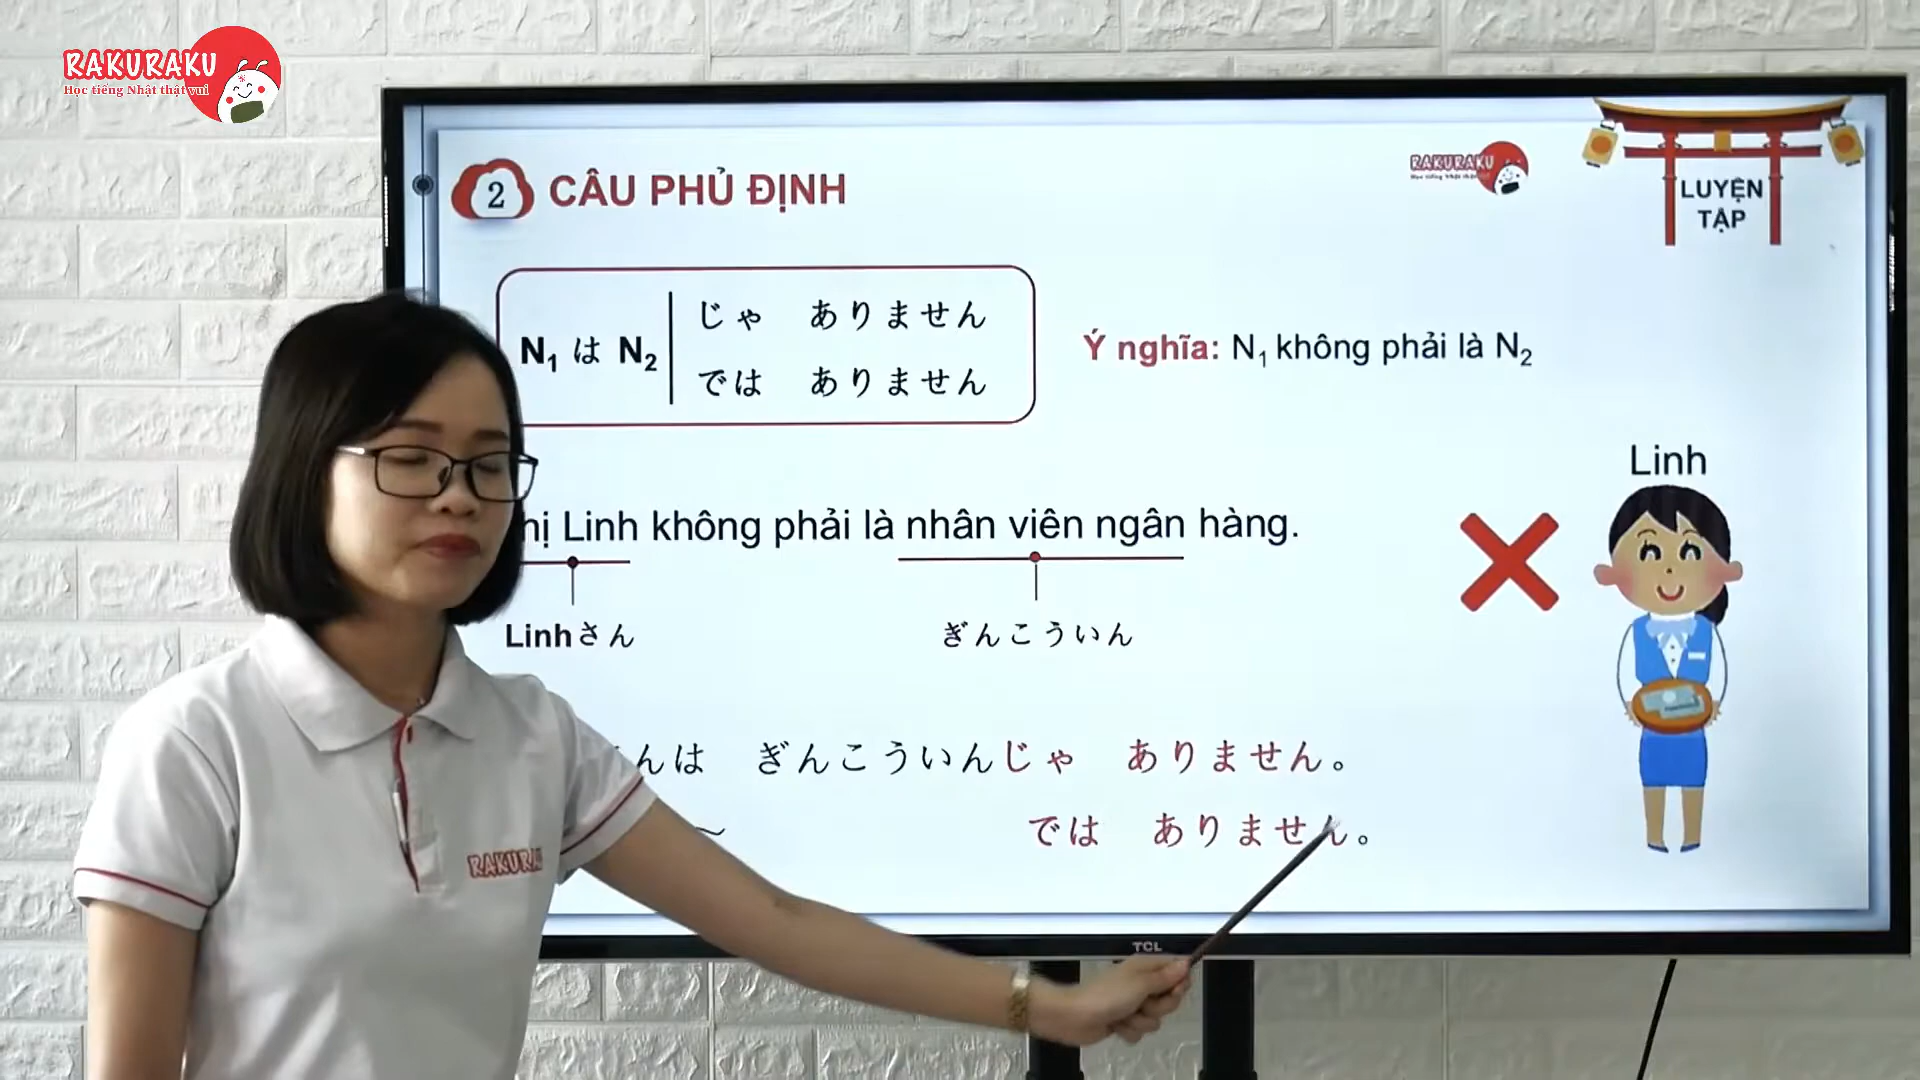 RAKURAKU
Học tiếng Nhật thật vui
2 CÂU PHỦ ĐỊNH
RAKURAKU
LUYỆN
TẬP
N1 は N2
じゃ ありません
では ありません
Ý nghĩa: N1 không phải là N2
Linh
Linh không phải là nhân viên ngân hàng.
Linhさん
ぎんこういん
んは ぎんこういんじゃ ありません。
～ では ありません。
TCL